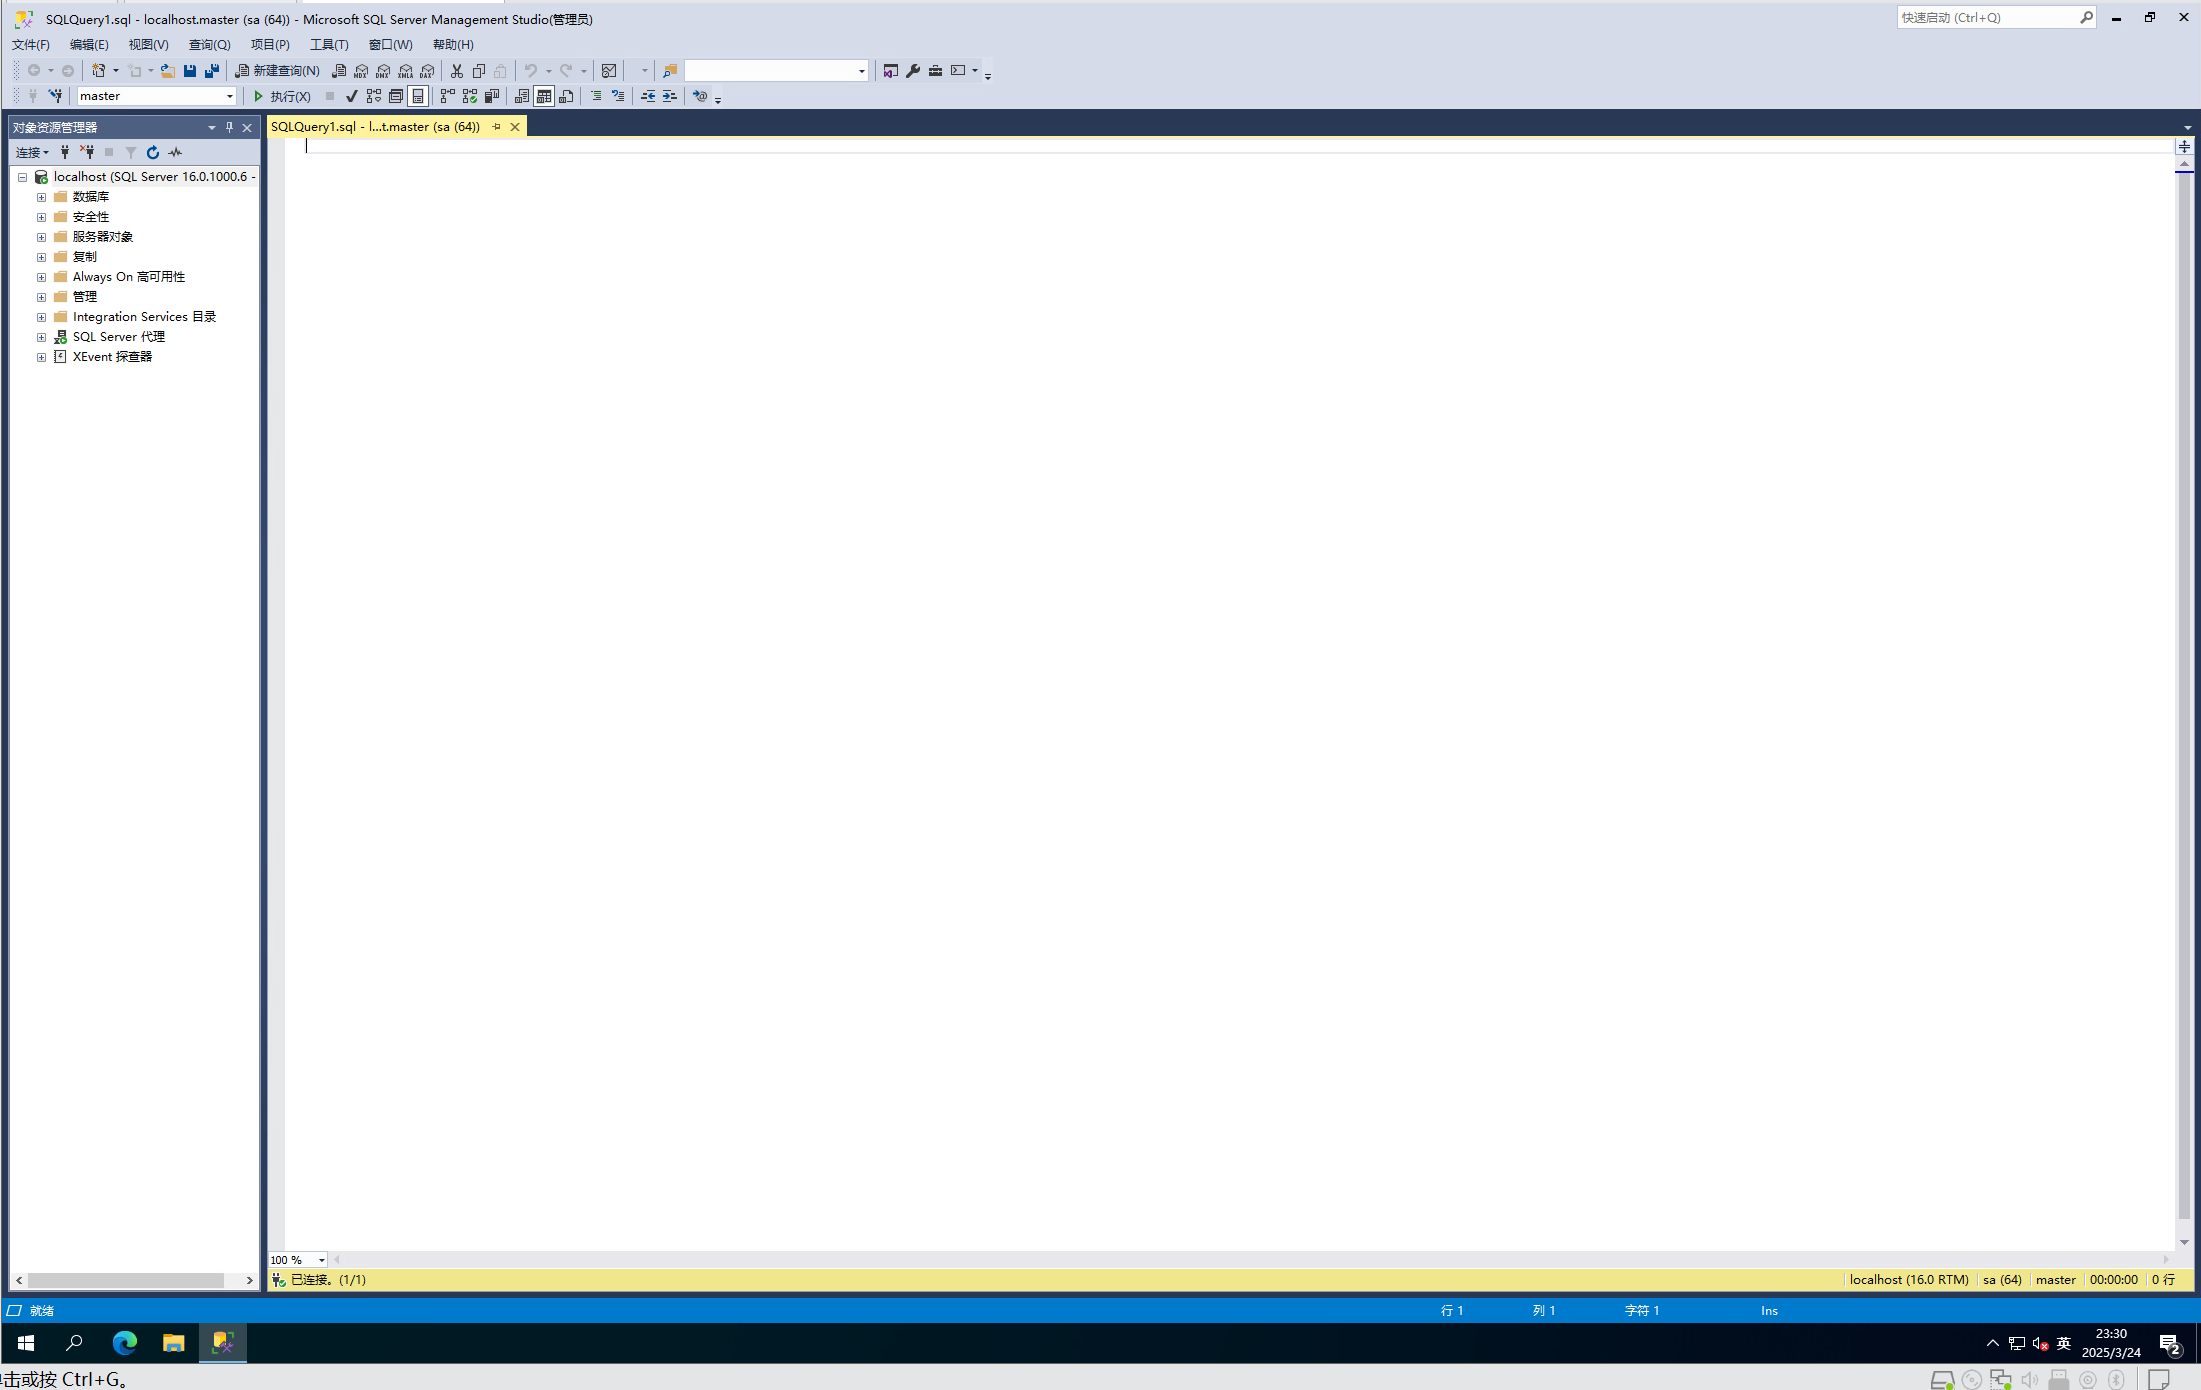 SQLQuery1.sql - localhost.master (sa (64)) - Microsoft SQL Server Management Studio(管理员)
快速启动 (Ctrl+Q)
文件(F) 编辑(E) 视图(V) 查询(Q) 项目(P) 工具(T) 窗口(W) 帮助(H)
新建查询(N) MDX DMX XMLA DAX
master 执行(X)
对象资源管理器
SQLQuery1.sql - l...t.master (sa (64))
连接
localhost (SQL Server 16.0.1000.6 -
数据库
安全性
服务器对象
复制
Always On 高可用性
管理
Integration Services 目录
SQL Server 代理
XEvent 探查器
100 %
已连接。(1/1)
localhost (16.0 RTM) sa (64) master 00:00:00 0 行
就绪
行 1 列 1 字符 1 Ins
英
23:30
2025/3/24
2
击或按 Ctrl+G。